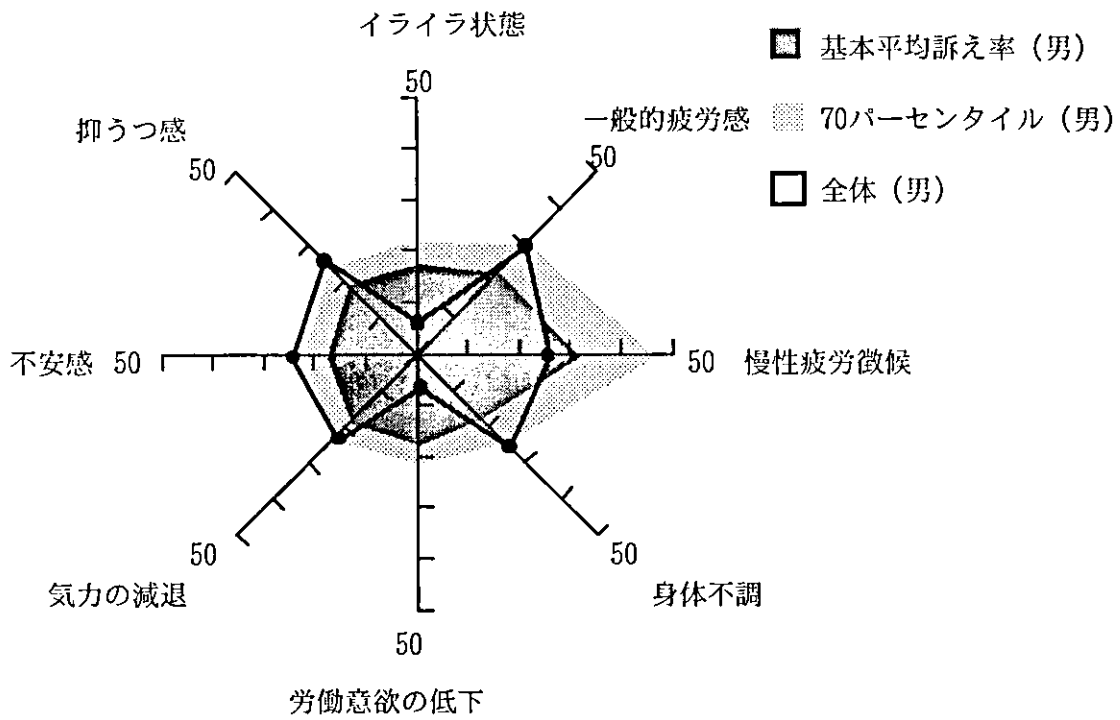 イライラ状態
50
一般的疲労感
50
慢性疲労徴候
50
身体不調
50
労働意欲の低下
50
気力の減退
50
不安感
50
抑うつ感
50
基本平均訴え率（男）
70パーセンタイル（男）
全体（男）